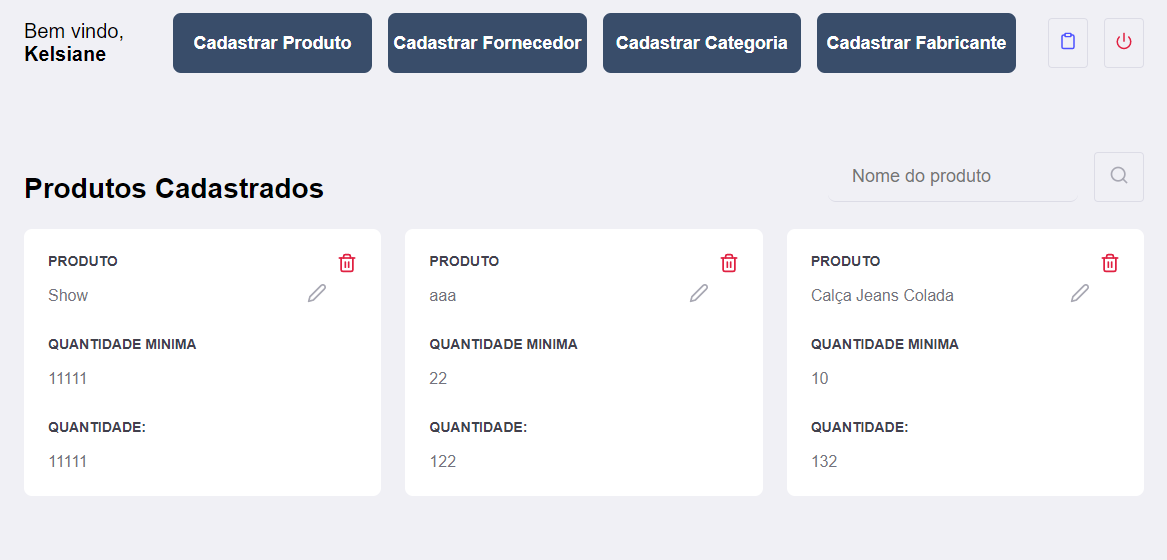 Bem vindo,
Kelsiane
Cadastrar Produto
Cadastrar Fornecedor
Cadastrar Categoria
Cadastrar Fabricante
Produtos Cadastrados
Nome do produto
PRODUTO
Show
QUANTIDADE MINIMA
11111
QUANTIDADE:
11111
PRODUTO
aaa
QUANTIDADE MINIMA
22
QUANTIDADE:
122
PRODUTO
Calça Jeans Colada
QUANTIDADE MINIMA
10
QUANTIDADE:
132